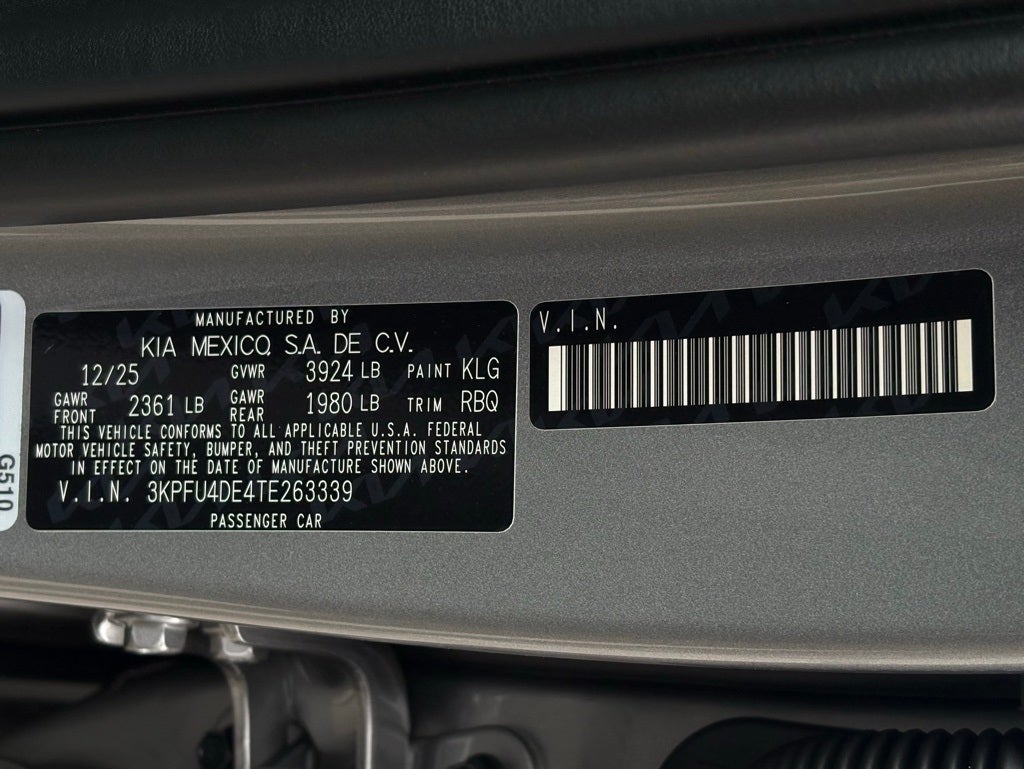 MANUFACTURED BY
KIA MEXICO, S.A. DE C.V.
12/25 GVWR 3924 LB PAINT KLG
GAWR FRONT 2361 LB GAWR REAR 1980 LB TRIM RBQ
THIS VEHICLE CONFORMS TO ALL APPLICABLE U.S.A. FEDERAL
MOTOR VEHICLE SAFETY, BUMPER, AND THEFT PREVENTION STANDARDS
IN EFFECT ON THE DATE OF MANUFACTURE SHOWN ABOVE.
V.I.N. 3KPFU4DE4TE263339
PASSENGER CAR
V.I.N.
G510